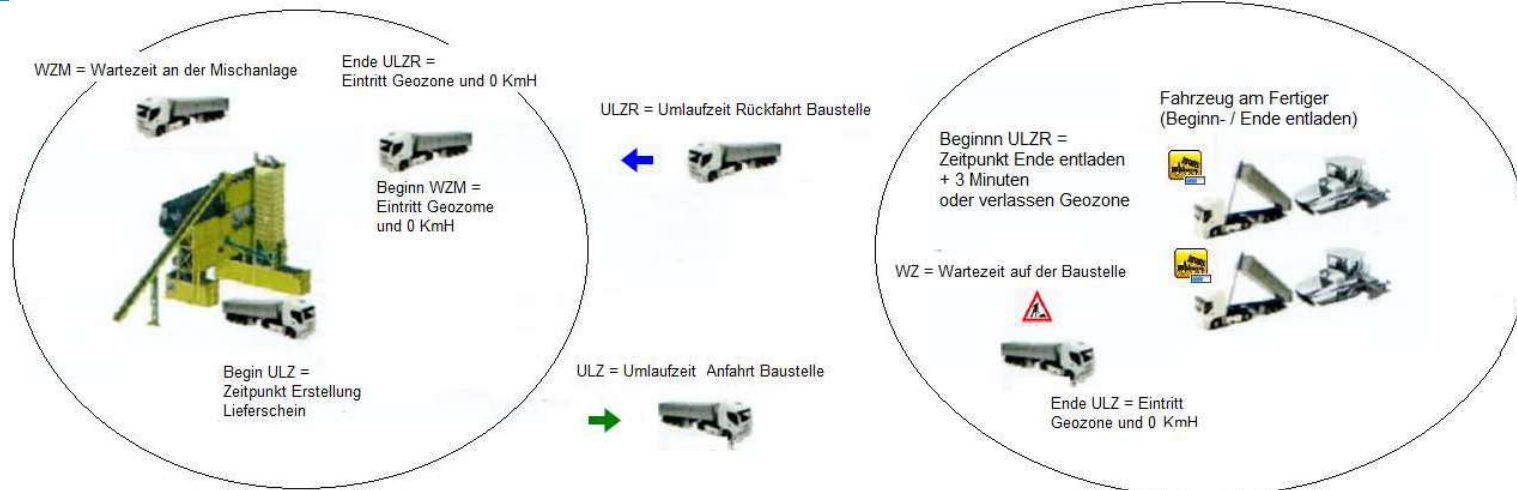 WZM = Wartezeit an der Mischanlage
Ende ULZR =
Eintritt Geozone und 0 KmH
Beginn WZM =
Eintritt Geozome
und 0 KmH
Begin ULZ =
Zeitpunkt Erstellung
Lieferschein
ULZR = Umlaufzeit Rückfahrt Baustelle
ULZ = Umlaufzeit Anfahrt Baustelle
Fahrzeug am Fertiger
(Beginn- / Ende entladen)
Beginnn ULZR =
Zeitpunkt Ende entladen
+ 3 Minuten
oder verlassen Geozone
WZ = Wartezeit auf der Baustelle
Ende ULZ = Eintritt
Geozone und 0 KmH